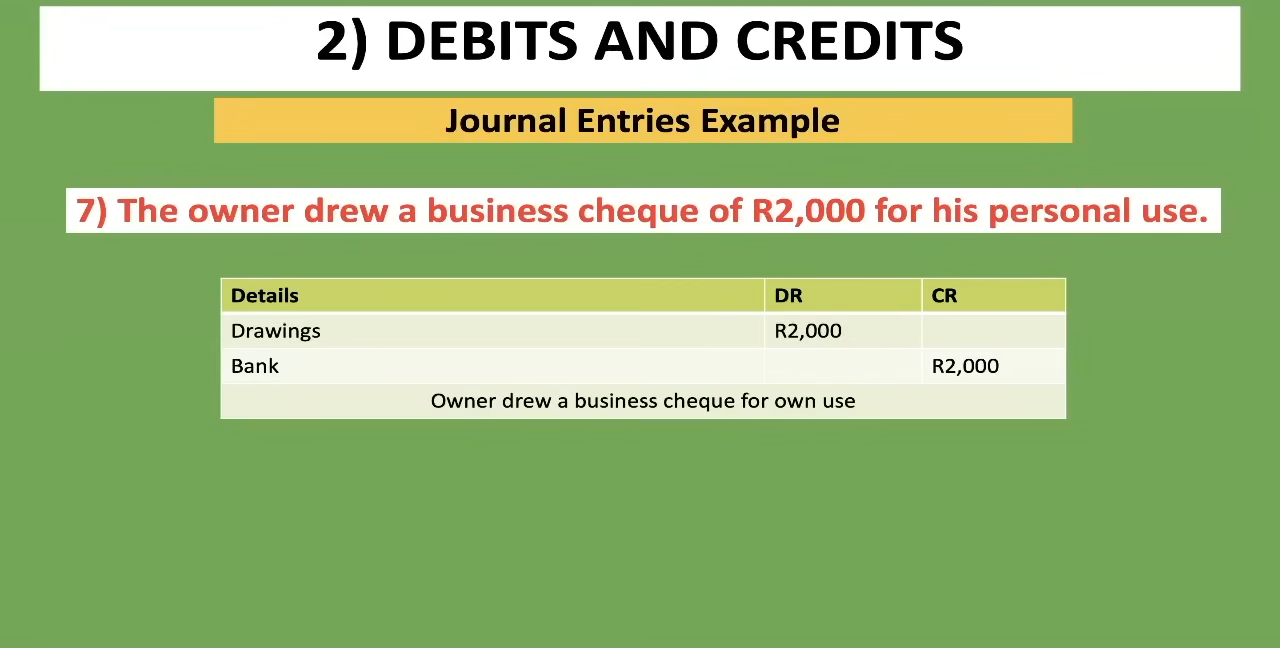 2) DEBITS AND CREDITS
Journal Entries Example
7) The owner drew a business cheque of R2,000 for his personal use.
Details DR CR
Drawings R2,000
Bank R2,000
Owner drew a business cheque for own use